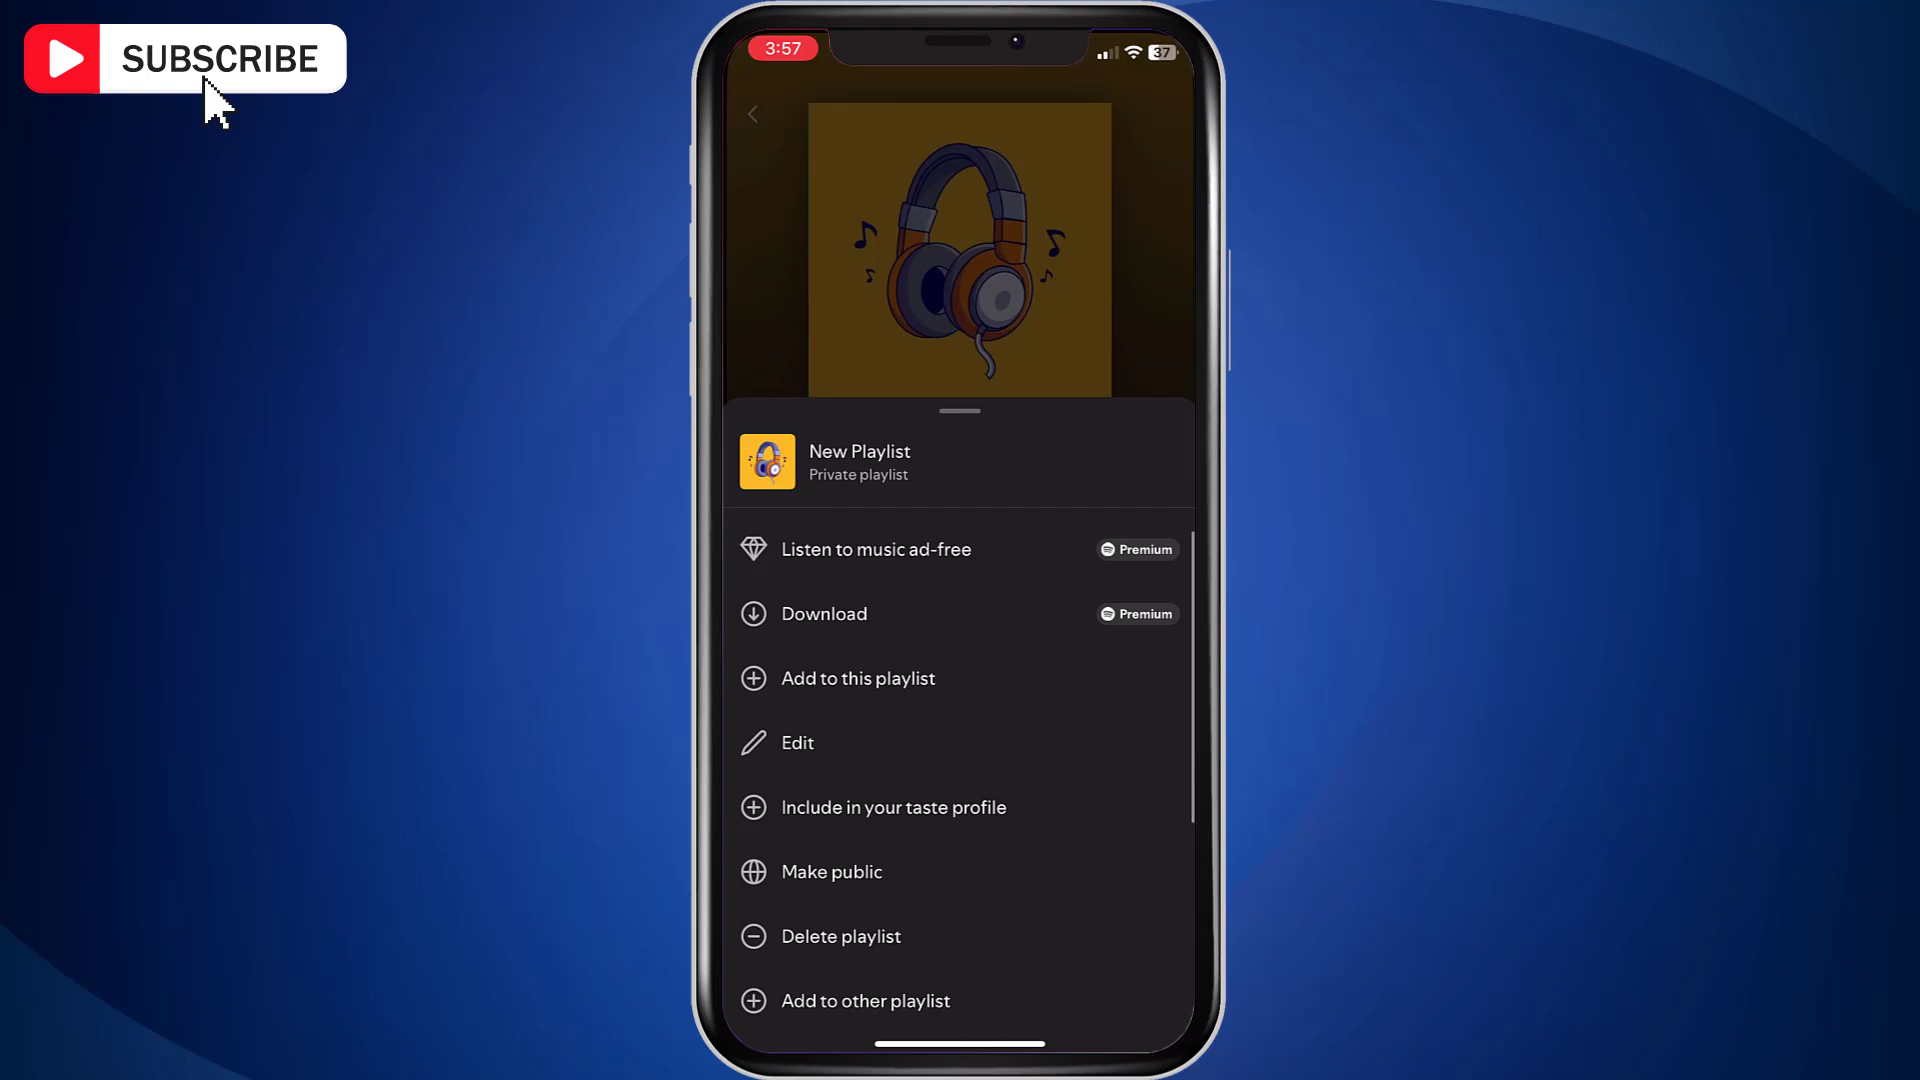 SUBSCRIBE
3:57
37
New Playlist
Private playlist
Listen to music ad-free
Premium
Download
Premium
Add to this playlist
Edit
Include in your taste profile
Make public
Delete playlist
Add to other playlist